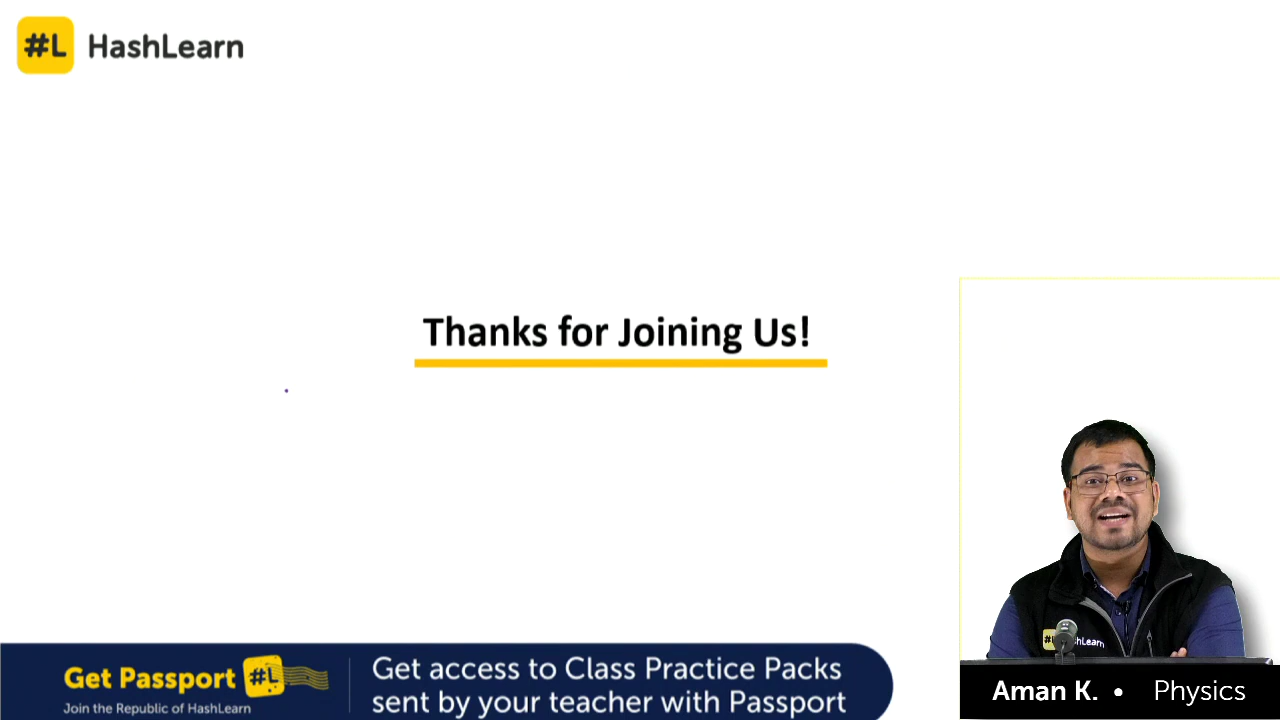 #L HashLearn
Thanks for Joining Us!
Get Passport #L
Join the Republic of HashLearn
Get access to Class Practice Packs
sent by your teacher with Passport
Aman K. • Physics